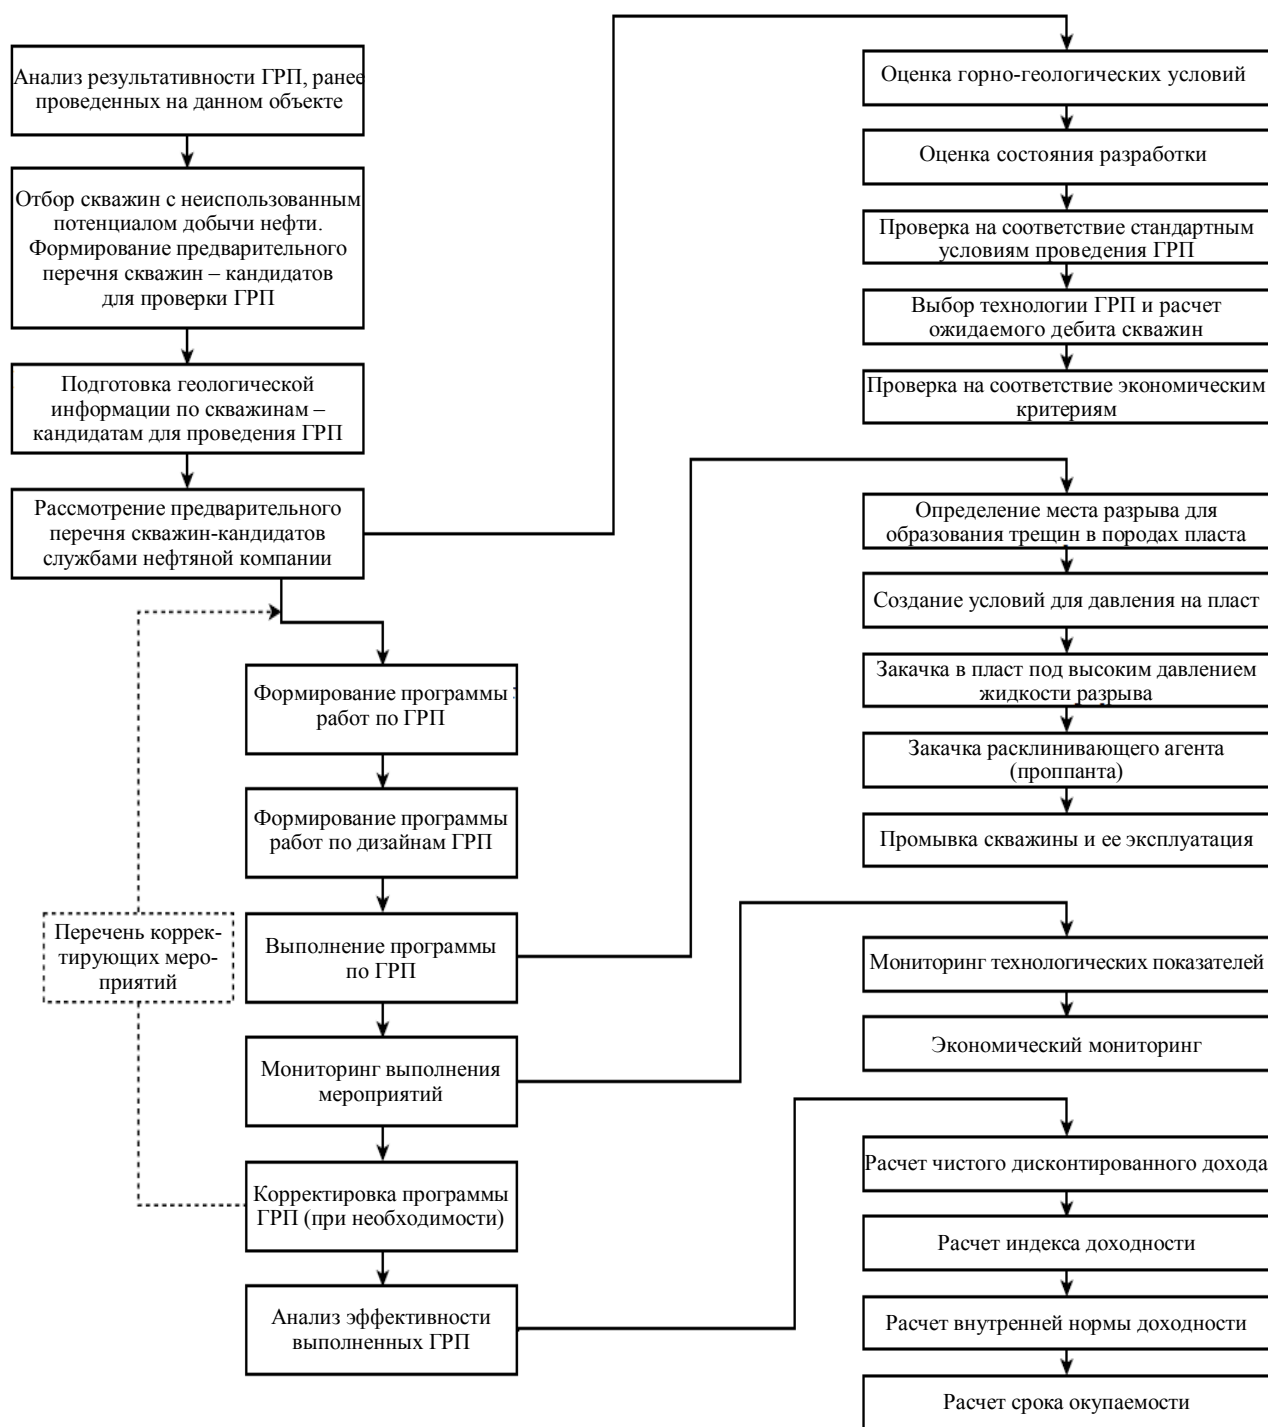 Анализ результативности ГРП, ранее
проведенных на данном объекте
Отбор скважин с неиспользованным
потенциалом добычи нефти.
Формирование предварительного
перечня скважин – кандидатов
для проверки ГРП
Подготовка геологической
информации по скважинам –
кандидатам для проведения ГРП
Рассмотрение предварительного
перечня скважин-кандидатов
службами нефтяной компании
Формирование программы
работ по ГРП
Формирование программы
работ по дизайнам ГРП
Выполнение программы
по ГРП
Мониторинг выполнения
мероприятий
Корректировка программы
ГРП (при необходимости)
Анализ эффективности
выполненных ГРП
Перечень коррек-
тирующих меро-
приятий
Оценка горно-геологических условий
Оценка состояния разработки
Проверка на соответствие стандартным
условиям проведения ГРП
Выбор технологии ГРП и расчет
ожидаемого дебита скважин
Проверка на соответствие экономическим
критериям
Определение места разрыва для
образования трещин в породах пласта
Создание условий для давления на пласт
Закачка в пласт под высоким давлением
жидкости разрыва
Закачка расклинивающего агента
(проппанта)
Промывка скважины и ее эксплуатация
Мониторинг технологических показателей
Экономический мониторинг
Расчет чистого дисконтированного дохода
Расчет индекса доходности
Расчет внутренней нормы доходности
Расчет срока окупаемости